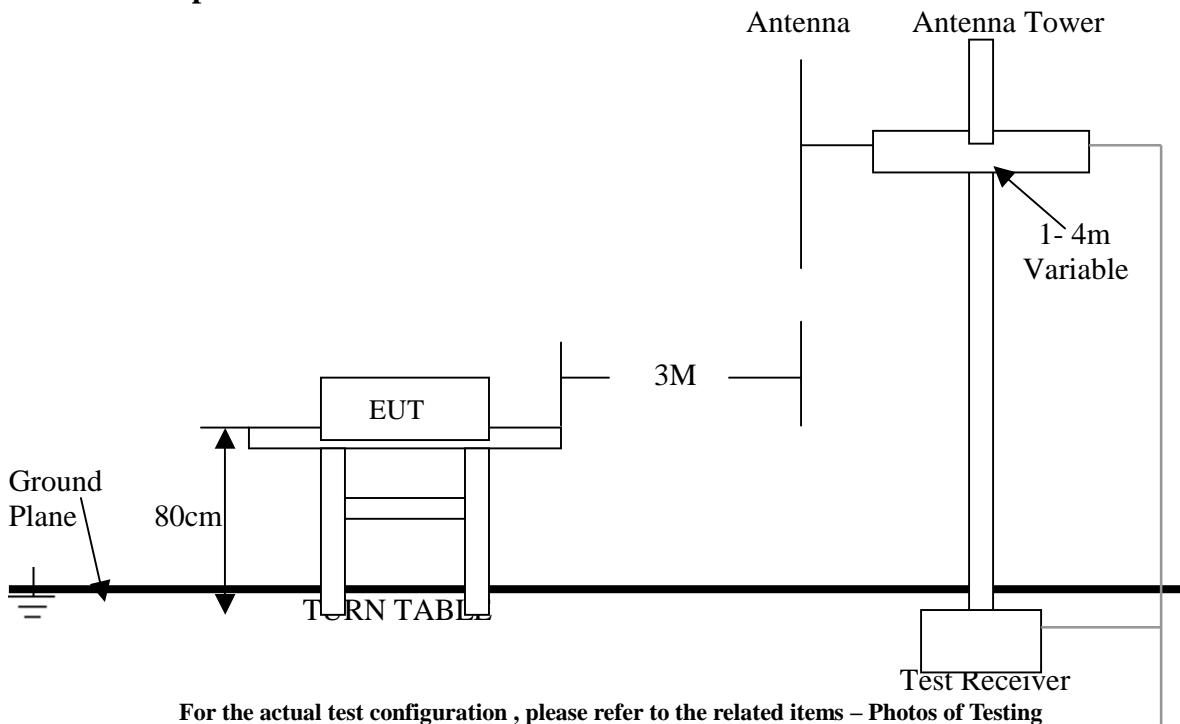 Antenna
Antenna Tower
1- 4m
Variable
3M
EUT
Ground
Plane
80cm
TURN TABLE
Test Receiver
For the actual test configuration , please refer to the related items – Photos of Testing